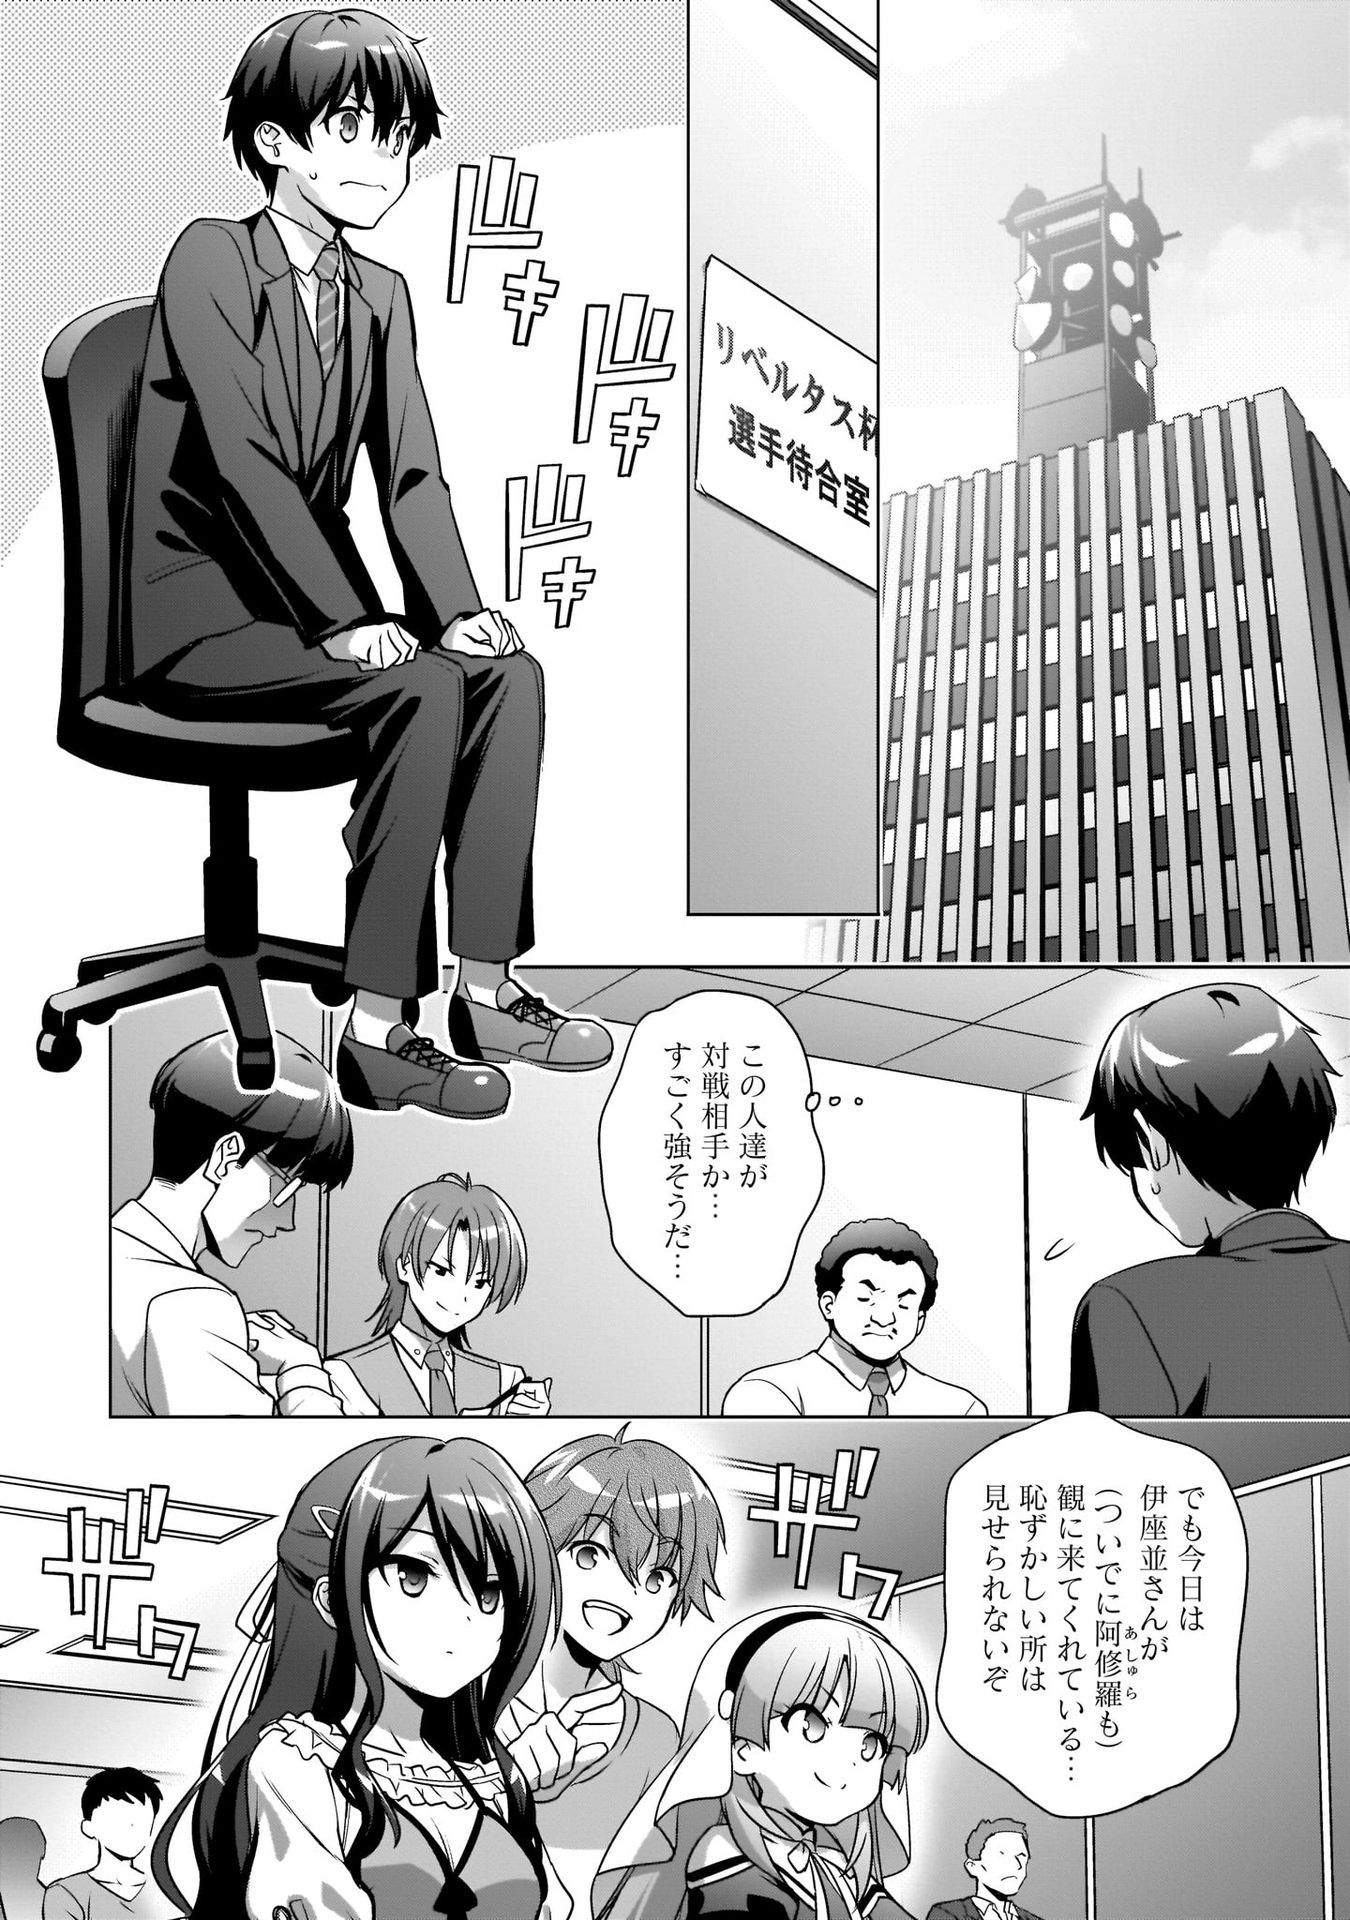 リベルタス杯
選手待合室
ドキ
ドキ
ドキ
この人達が
対戦相手か…
すごく強そうだ…
でも今日は
伊座並さんが
(ついでに阿修羅も)
あしゅら
観に来てくれている…
恥ずかしい所は
見せられないぞ
ザワ
ザワ